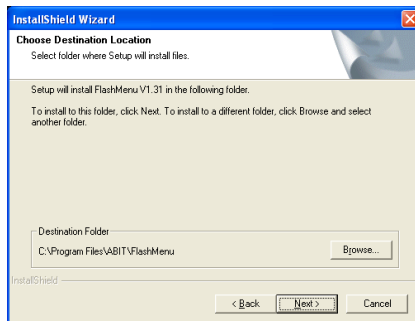 InstallShield Wizard
Choose Destination Location
Select folder where Setup will install files.
Setup will install FlashMenu V1.31 in the following folder.
To install to this folder, click Next. To install to a different folder, click Browse and select
another folder.
Destination Folder
C:\Program Files\ABIT\FlashMenu
Browse...
InstallShield
< Back
Next >
Cancel